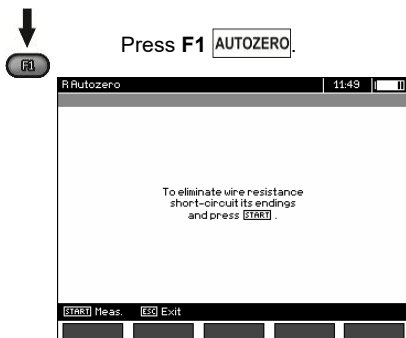 Press F1 AUTOZERO.
F1
R Autozero 11:49
To eliminate wire resistance
short-circuit its endings
and press START .
START Meas. ESC Exit